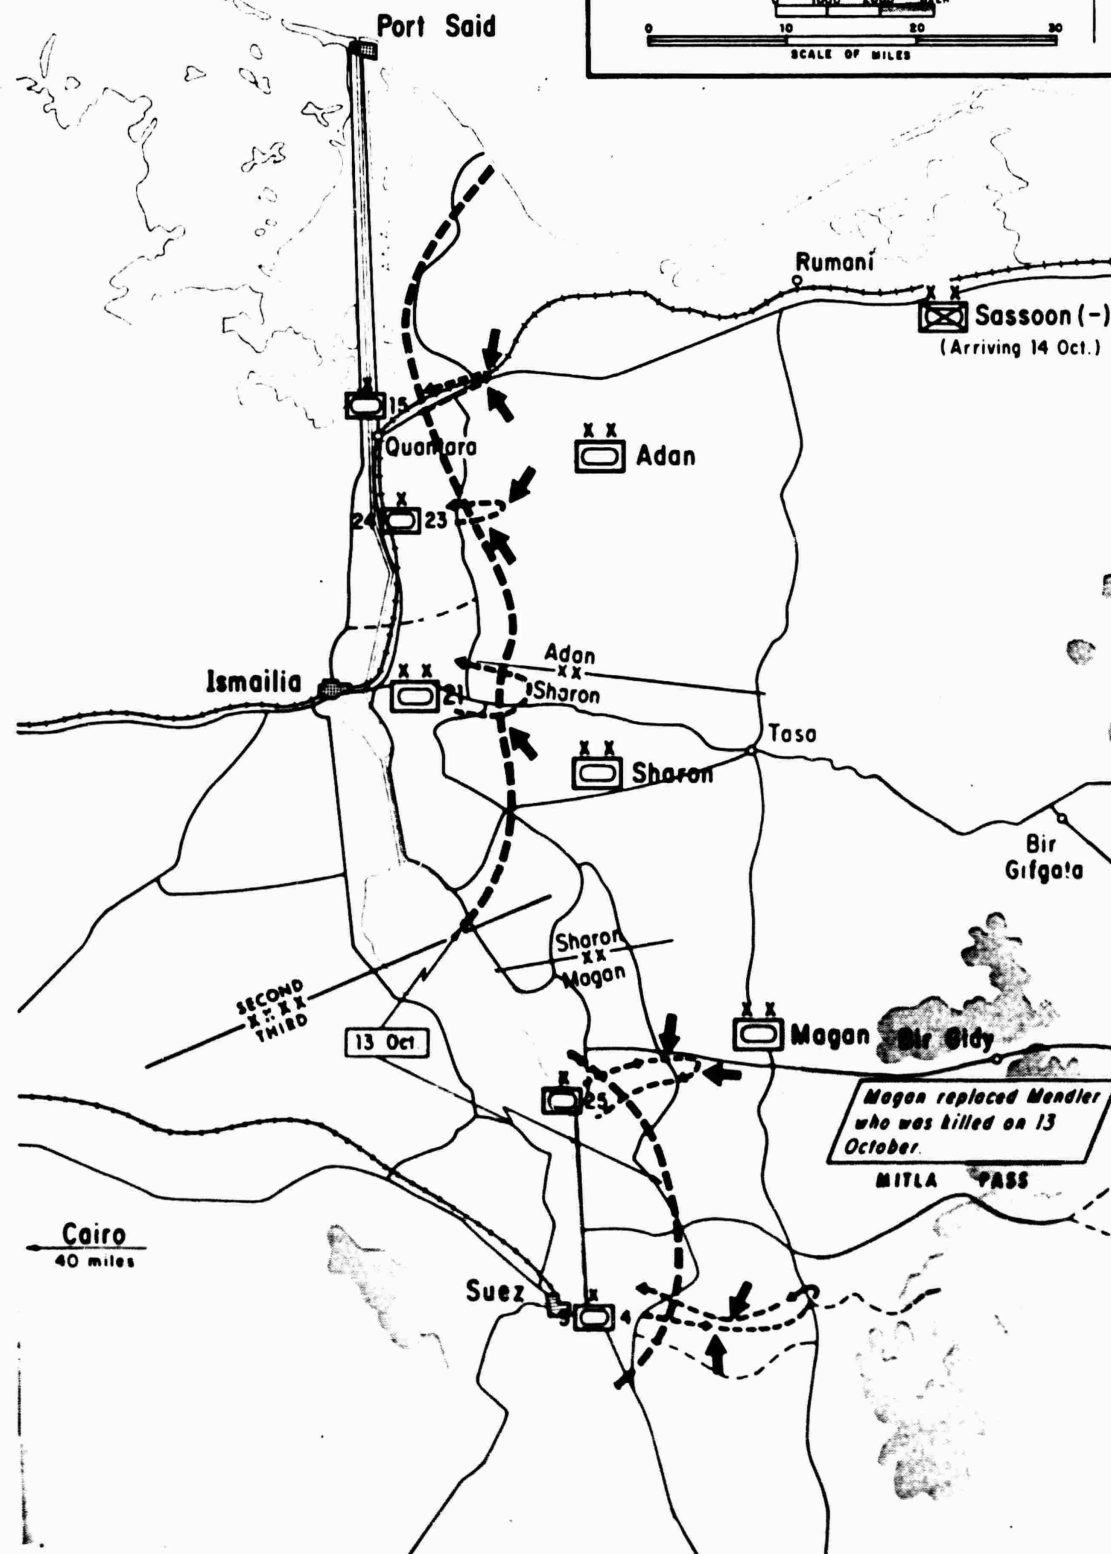 0 10 20 30
SCALE OF MILES
Port Said
Rumani
X X
Sassoon (-)
(Arriving 14 Oct.)
X
15
Quantara
X X
Adan
X
24 23
Adan
X X
Sharon
Ismailia
X X
21
Taso
X X
Sharon
Bir
Gifgata
Sharon
X X
Magan
SECOND
THIRD
X X
Magan
13 Oct.
X
25
Magan replaced Mendler
who was killed on 13
October.
MITLA PASS
Cairo
40 miles
Suez
X
4